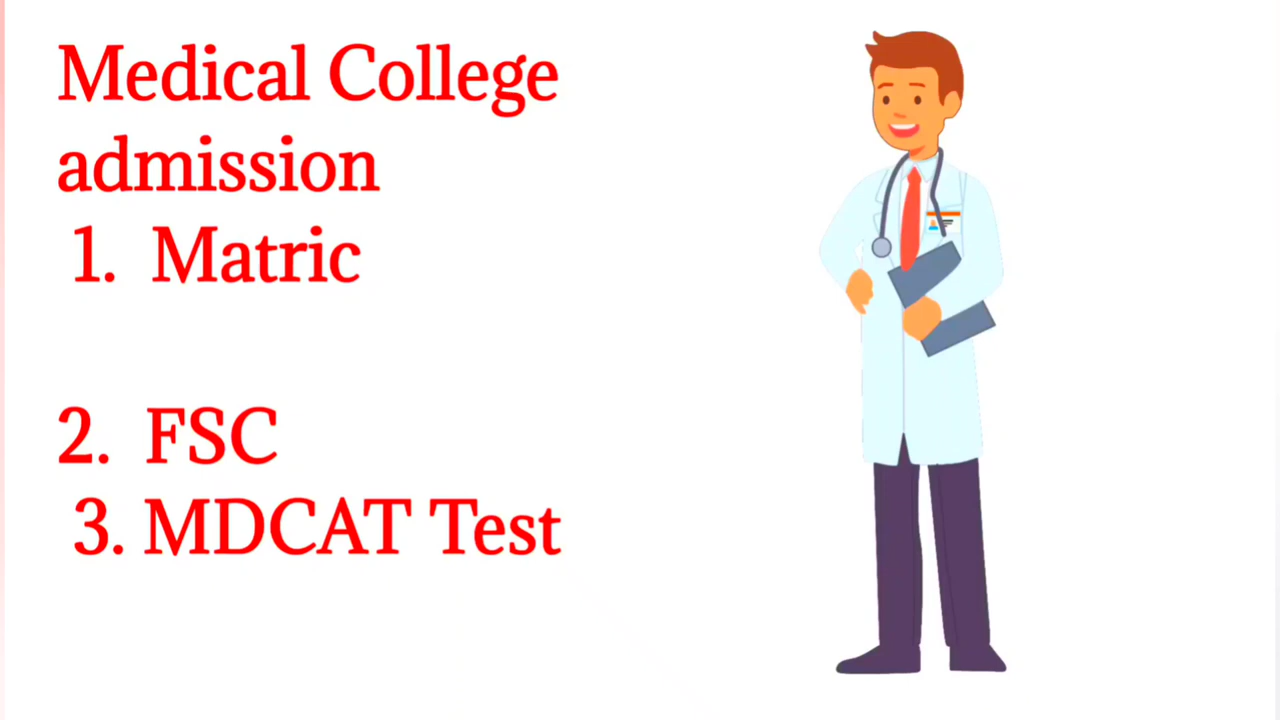 Medical College
admission
1. Matric
2. FSC
3. MDCAT Test